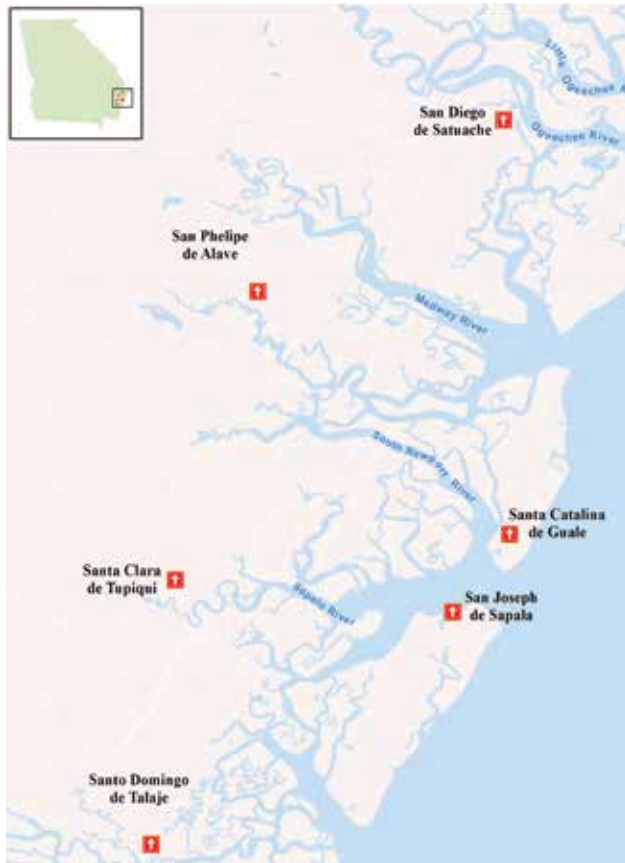 Little Ogeechee
San Diego
de Satuache
Ogeechee River
San Phelipe
de Alave
Medway River
South Newport River
Santa Catalina
de Guale
Santa Clara
de Tupiqui
Sapelo River
San Joseph
de Sapala
Santo Domingo
de Talaje